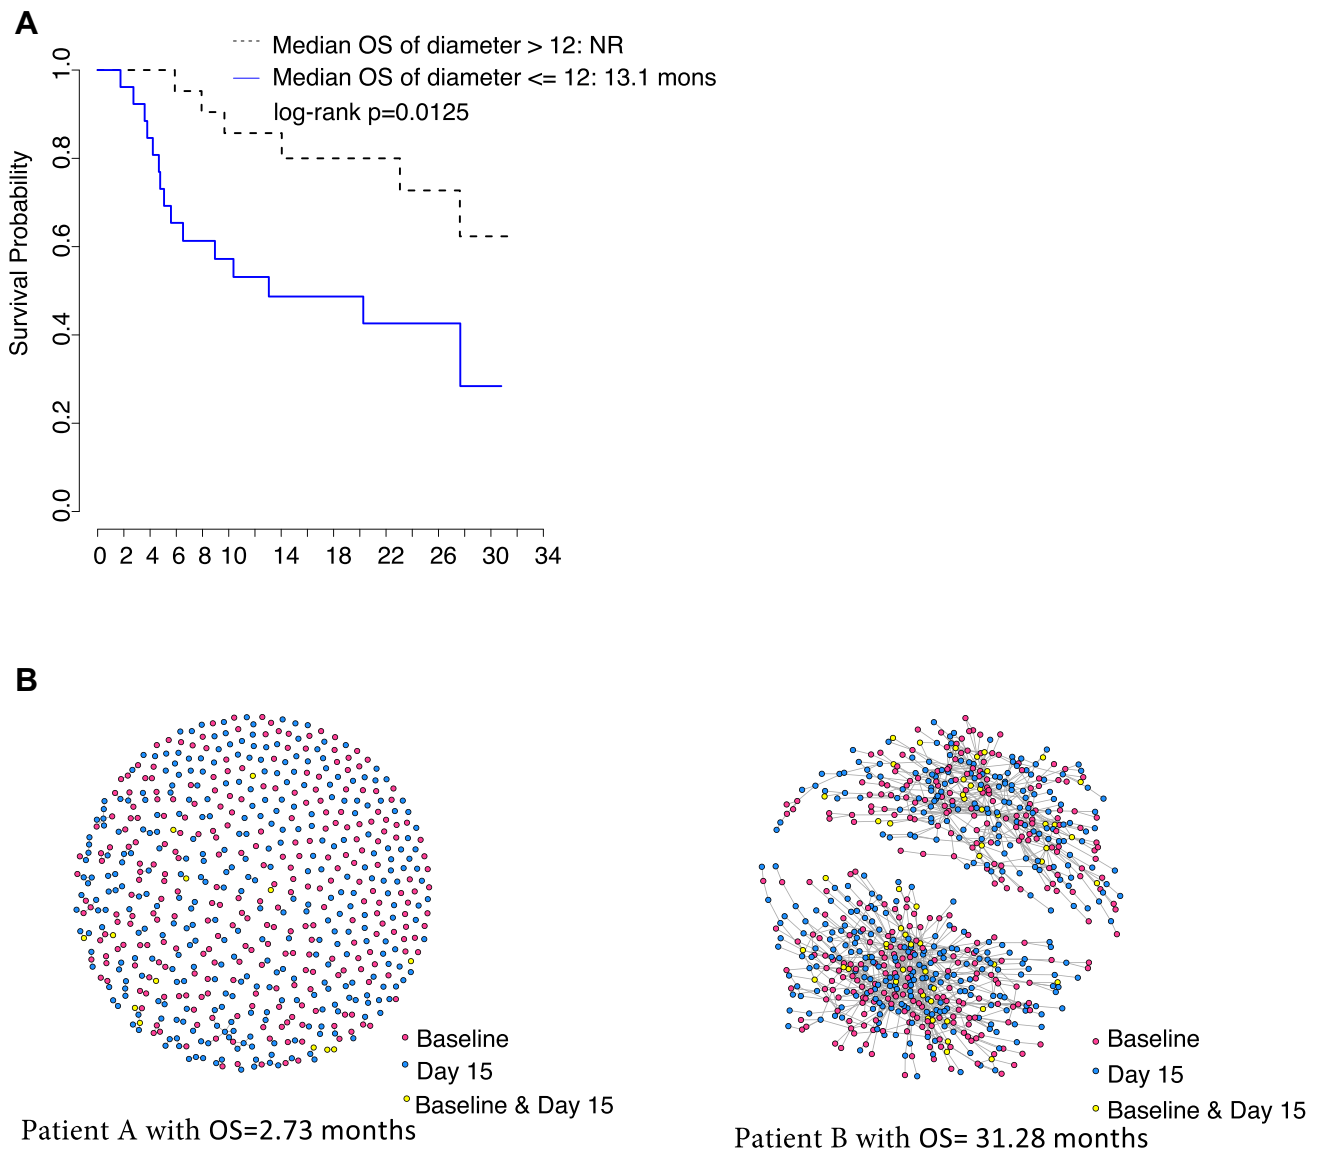 A
Median OS of diameter > 12: NR
Median OS of diameter <= 12: 13.1 mons
log-rank p=0.0125
Survival Probability
1.0
0.8
0.6
0.4
0.2
0.0
0 2 4 6 8 10 14 18 22 26 30 34
B
Baseline
Day 15
Baseline & Day 15
Patient A with OS=2.73 months
Baseline
Day 15
Baseline & Day 15
Patient B with OS= 31.28 months